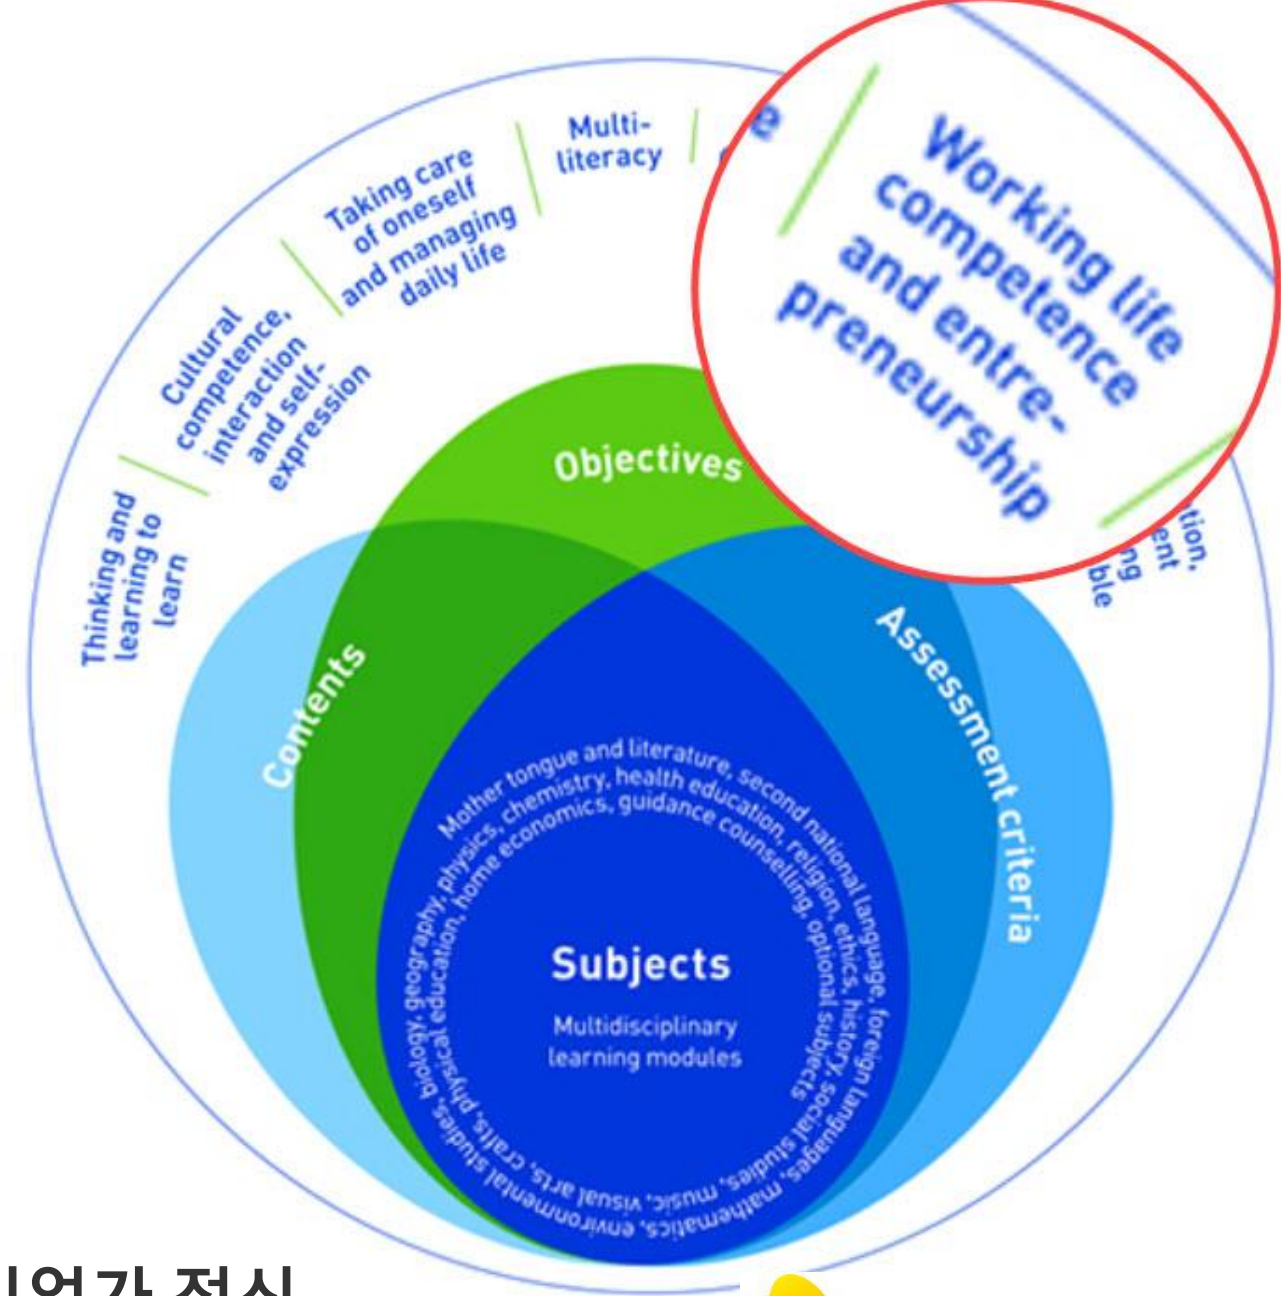 Multi-
literacy
Taking care
of oneself
and managing
daily life
Cultural
competence,
interaction
and self-
expression
Thinking and
learning to
learn
Working life
competence
and entre-
preneurship
Objectives
Contents
Assessment criteria
Mother tongue and literature, second national language, foreign languages, mathematics, environmental studies, biology, geography, physics, chemistry, health education, religion, ethics, history, social studies, music, visual arts, crafts, physical education, home economics, guidance counselling, optional subjects
Subjects
Multidisciplinary
learning modules